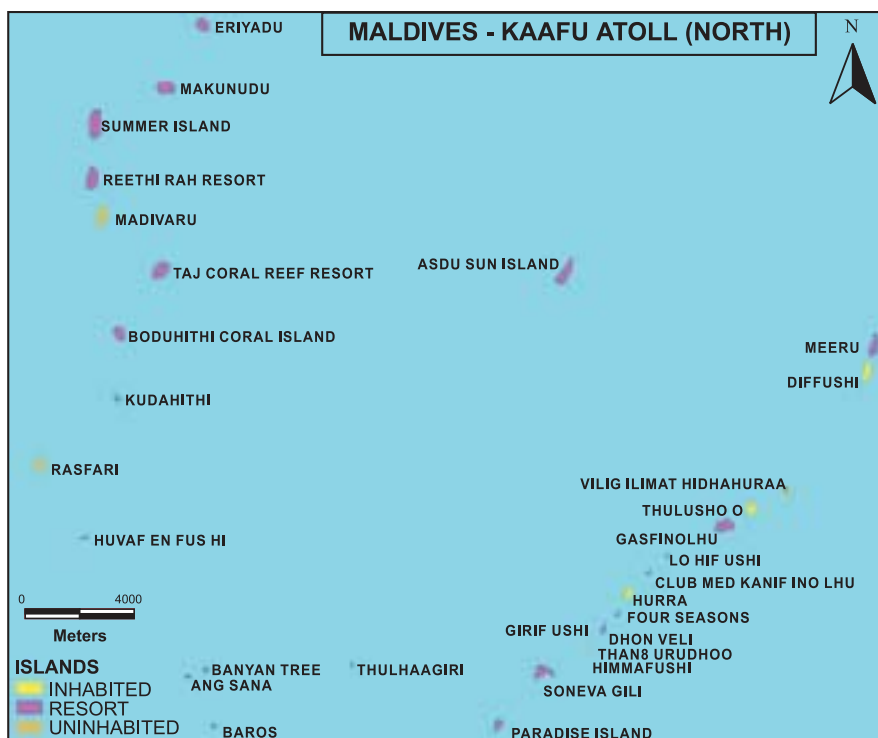 ERIYADU
MALDIVES - KAAFU ATOLL (NORTH)
N
MAKUNUDU
SUMMER ISLAND
REETHI RAH RESORT
MADIVARU
TAJ CORAL REEF RESORT
ASDU SUN ISLAND
BODUHITHI CORAL ISLAND
MEERU
DIFFUSHI
KUDAHITHI
RASFARI
VILIG ILIMAT HIDHAHURAA
THULUSHO O
GASFINOLHU
HUVAF EN FUS HI
LO HIF USHI
CLUB MED KANIF INO LHU
HURRA
FOUR SEASONS
GIRIF USHI
DHON VELI
THAN8 URUDHOO
HIMMAFUSHI
0 4000
Meters
ISLANDS
INHABITED
RESORT
UNINHABITED
BANYAN TREE
ANG SANA
THULHAAGIRI
SONEVA GILI
BAROS
PARADISE ISLAND